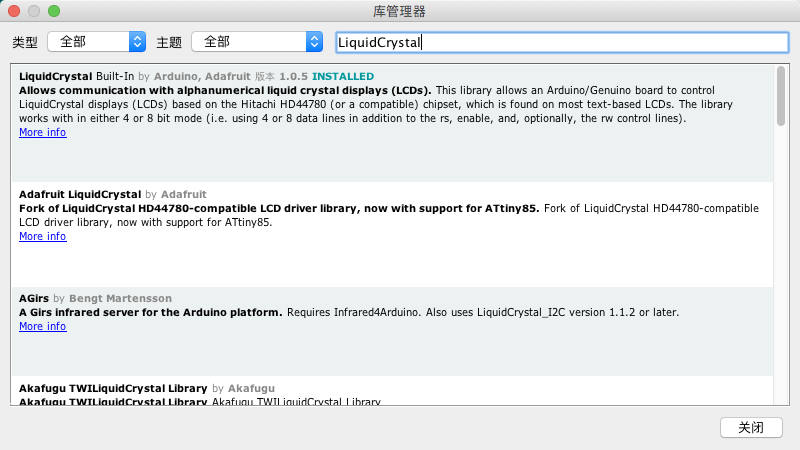 库管理器
类型 全部 主题 全部 LiquidCrystal
LiquidCrystal Built-In by Arduino, Adafruit 版本 1.0.5 INSTALLED
Allows communication with alphanumerical liquid crystal displays (LCDs). This library allows an Arduino/Genuino board to control
LiquidCrystal displays (LCDs) based on the Hitachi HD44780 (or a compatible) chipset, which is found on most text-based LCDs. The library
works with in either 4 or 8 bit mode (i.e. using 4 or 8 data lines in addition to the rs, enable, and, optionally, the rw control lines).
More info
Adafruit LiquidCrystal by Adafruit
Fork of LiquidCrystal HD44780-compatible LCD driver library, now with support for ATtiny85. Fork of LiquidCrystal HD44780-compatible
LCD driver library, now with support for ATtiny85.
More info
AGirs by Bengt Martensson
A Girs infrared server for the Arduino platform. Requires Infrared4Arduino. Also uses LiquidCrystal_I2C version 1.1.2 or later.
More info
Akafugu TWILiquidCrystal Library by Akafugu
Akafugu TWILiquidCrystal Library Akafugu TWILiquidCrystal Library
关闭